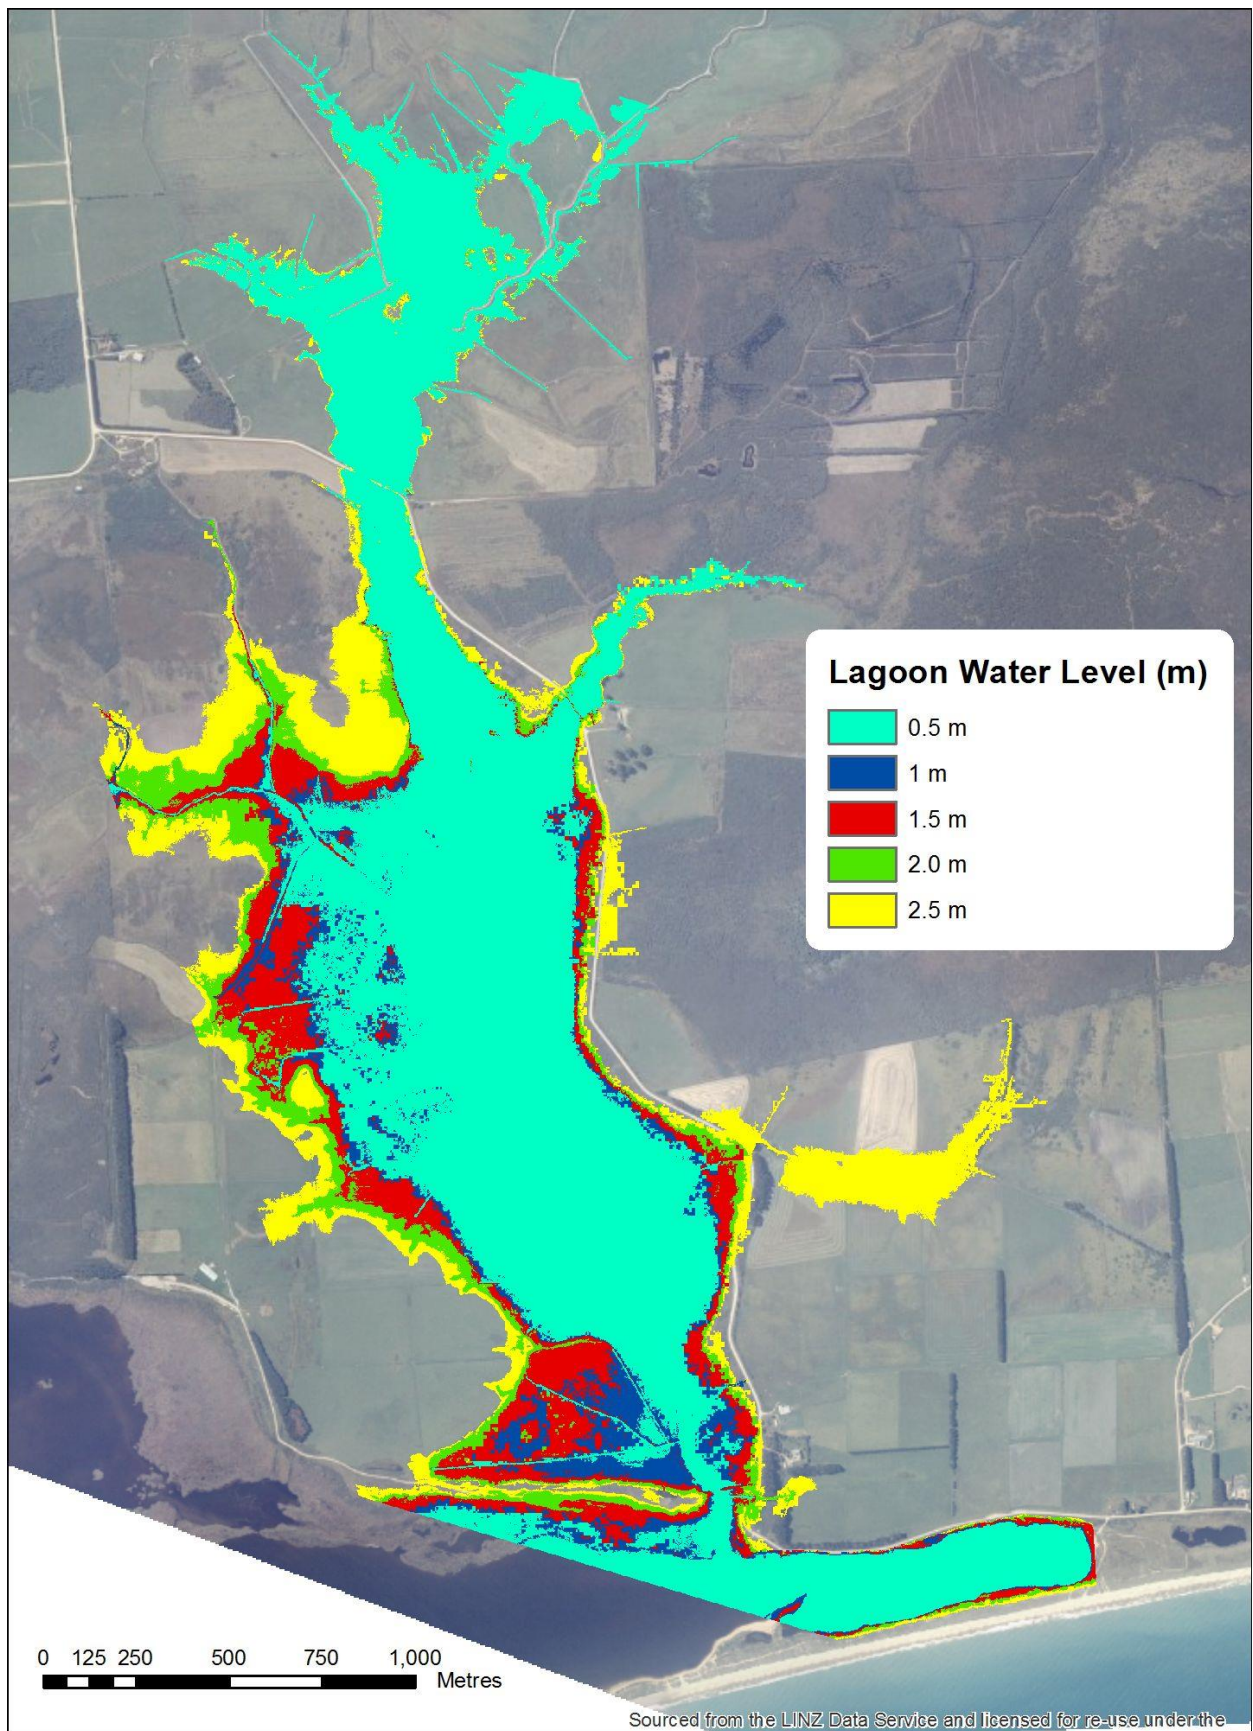 Lagoon Water Level (m)
0.5 m
1 m
1.5 m
2.0 m
2.5 m
0 125 250 500 750 1,000
Metres
Sourced from the LINZ Data Service and licensed for re-use under the